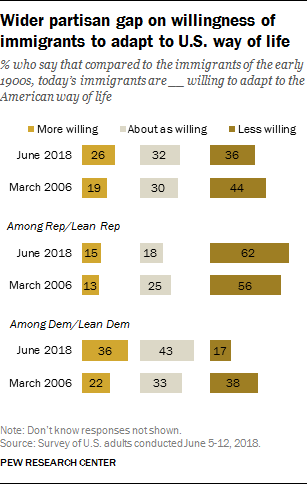 Wider partisan gap on willingness of
immigrants to adapt to U.S. way of life
% who say that compared to the immigrants of the early
1900s, today's immigrants are __ willing to adapt to the
American way of life
More willing About as willing Less willing
June 2018 26 32 36
March 2006 19 30 44
Among Rep/Lean Rep
June 2018 15 18 62
March 2006 13 25 56
Among Dem/Lean Dem
June 2018 36 43 17
March 2006 22 33 38
Note: Don't know responses not shown.
Source: Survey of U.S. adults conducted June 5-12, 2018.
PEW RESEARCH CENTER